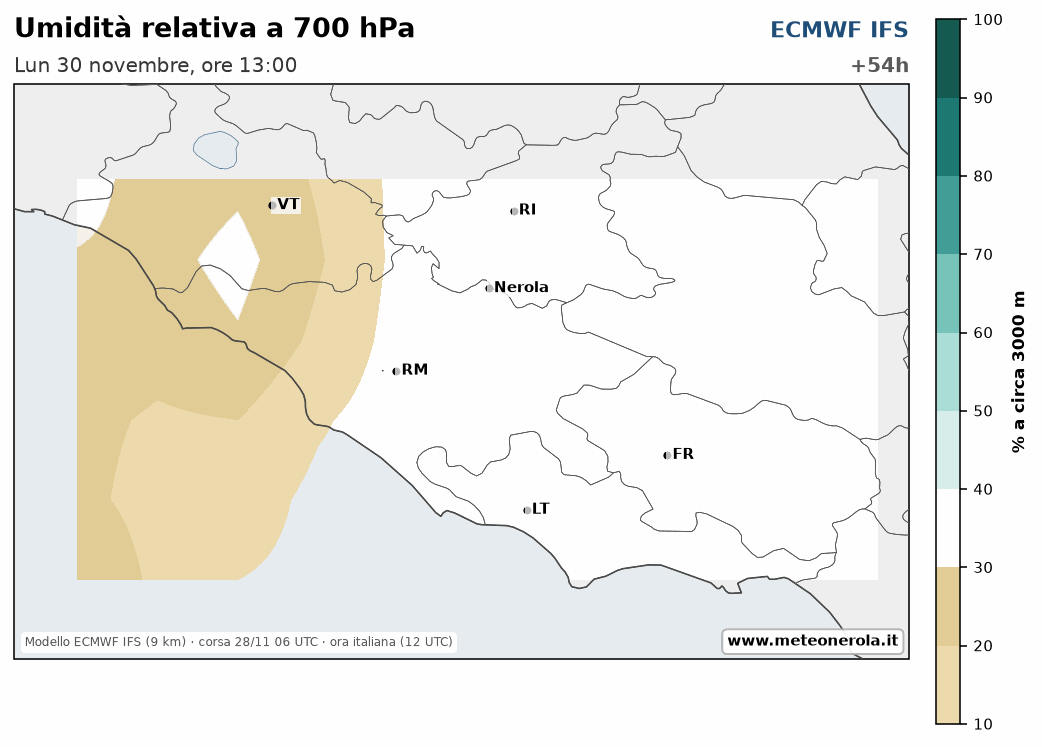 Umidità relativa a 700 hPa
ECMWF IFS
Lun 30 novembre, ore 13:00
+54h
100
90
80
70
60
50
40
30
20
10
% a circa 3000 m
VT
RI
Nerola
RM
FR
LT
Modello ECMWF IFS (9 km) · corsa 28/11 06 UTC · ora italiana (12 UTC)
www.meteonerola.it